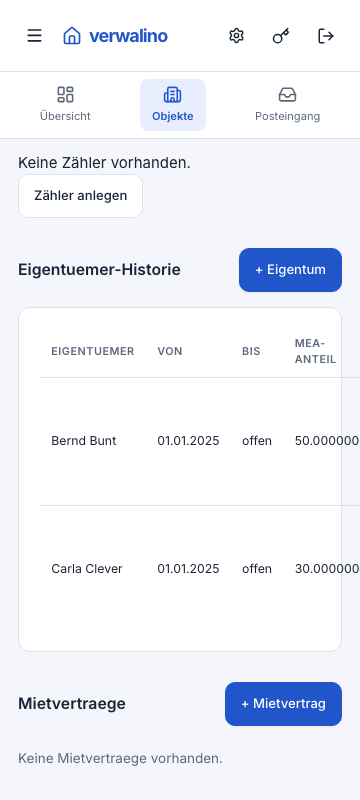 verwalino
Übersicht
Objekte
Posteingang
Keine Zähler vorhanden.
Zähler anlegen
Eigentuemer-Historie
+ Eigentum
EIGENTUEMER VON BIS MEA-
ANTEIL
Bernd Bunt 01.01.2025 offen 50.000000
Carla Clever 01.01.2025 offen 30.000000
Mietvertraege
+ Mietvertrag
Keine Mietvertraege vorhanden.